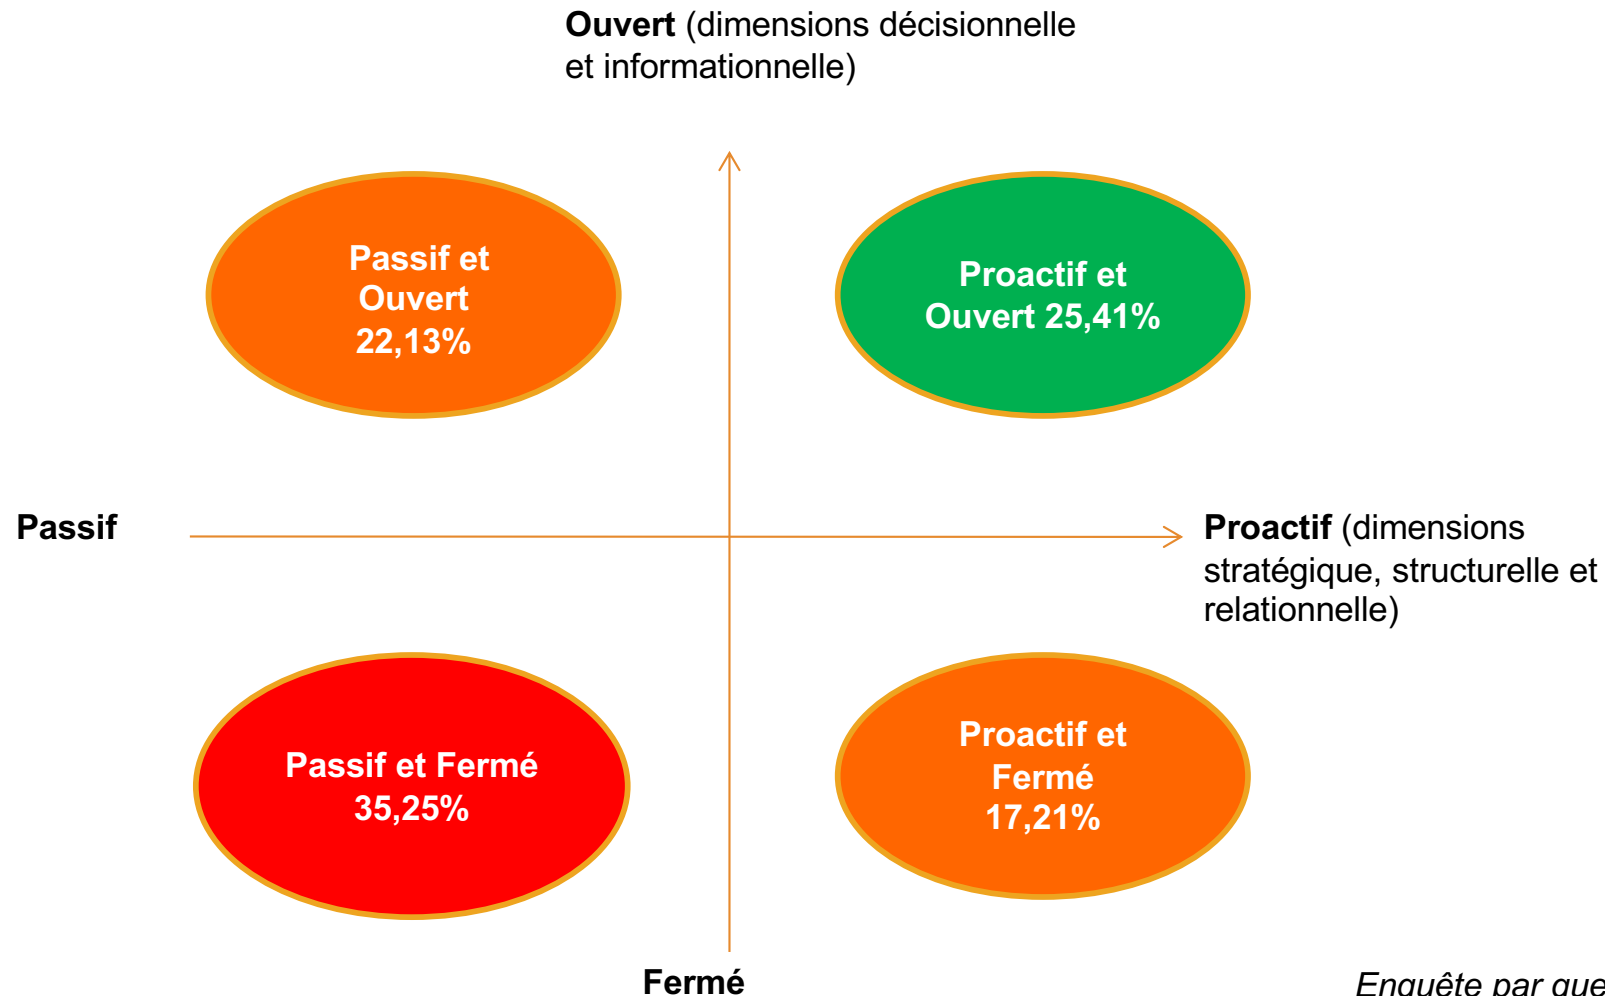 Ouvert (dimensions décisionnelle
et informationnelle)
Passif et
Ouvert
22,13%
Proactif et
Ouvert 25,41%
Passif
Proactif (dimensions
stratégique, structurelle et
relationnelle)
Passif et Fermé
35,25%
Proactif et
Fermé
17,21%
Fermé
Enquête par